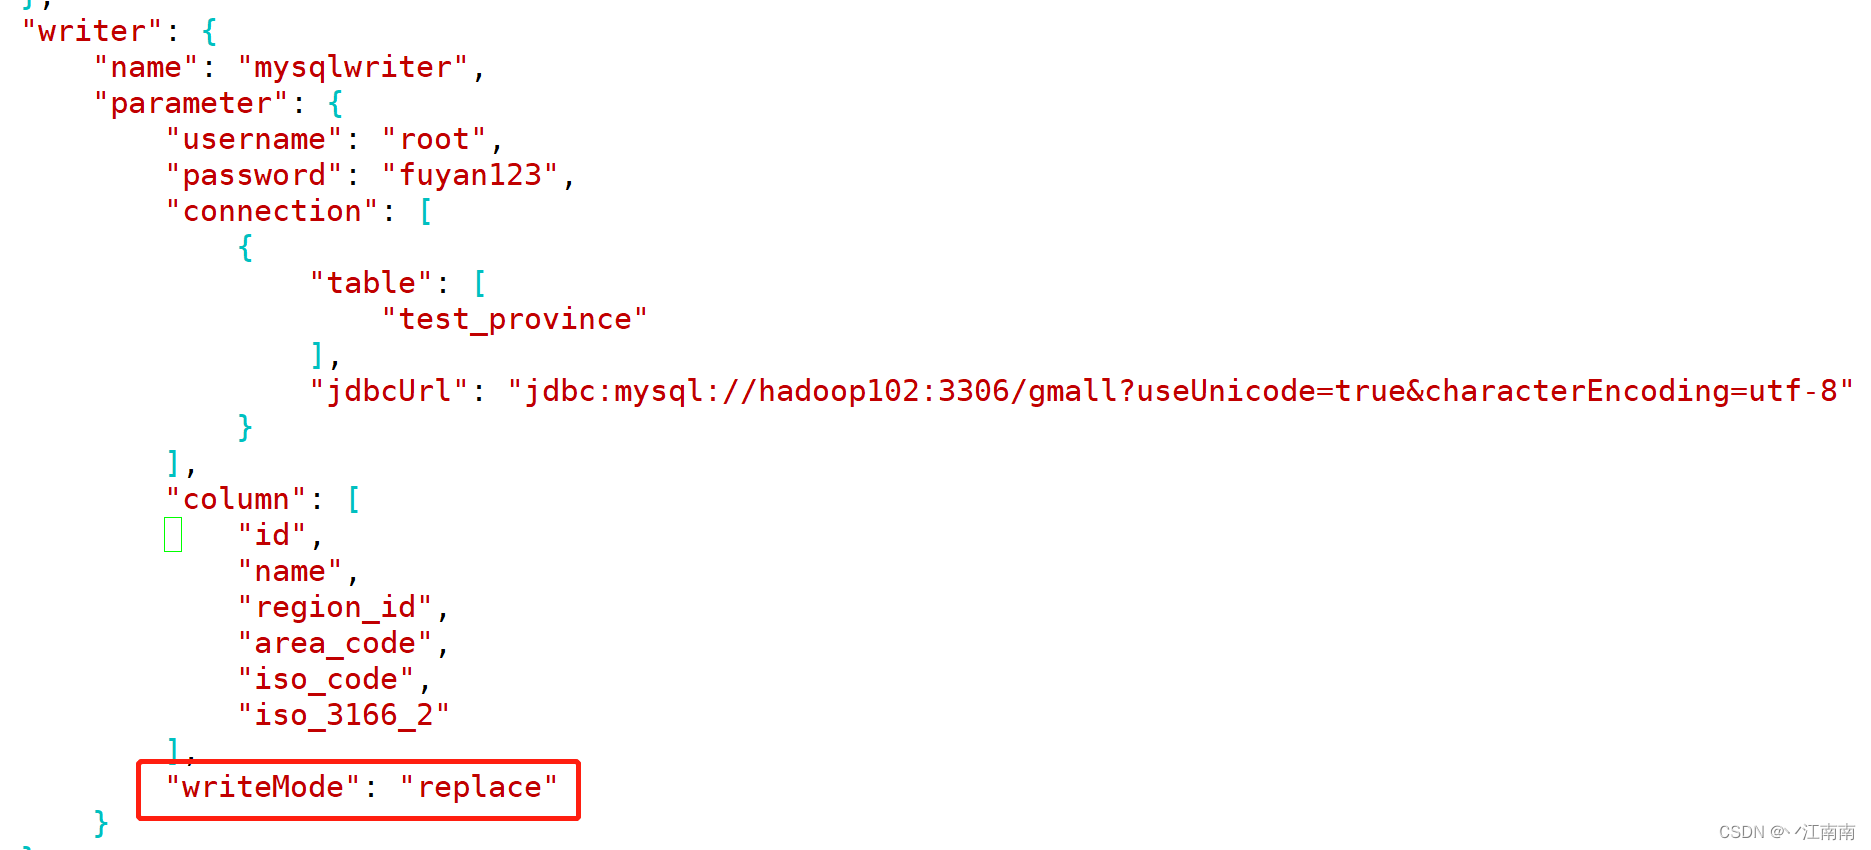 },
"writer": {
    "name": "mysqlwriter",
    "parameter": {
        "username": "root",
        "password": "fuyan123",
        "connection": [
            {
                "table": [
                    "test_province"
                ],
                "jdbcUrl": "jdbc:mysql://hadoop102:3306/gmall?useUnicode=true&characterEncoding=utf-8"
            }
        ],
        "column": [
            "id",
            "name",
            "region_id",
            "area_code",
            "iso_code",
            "iso_3166_2"
        ],
        "writeMode": "replace"
    }
}
CSDN @丶江南南